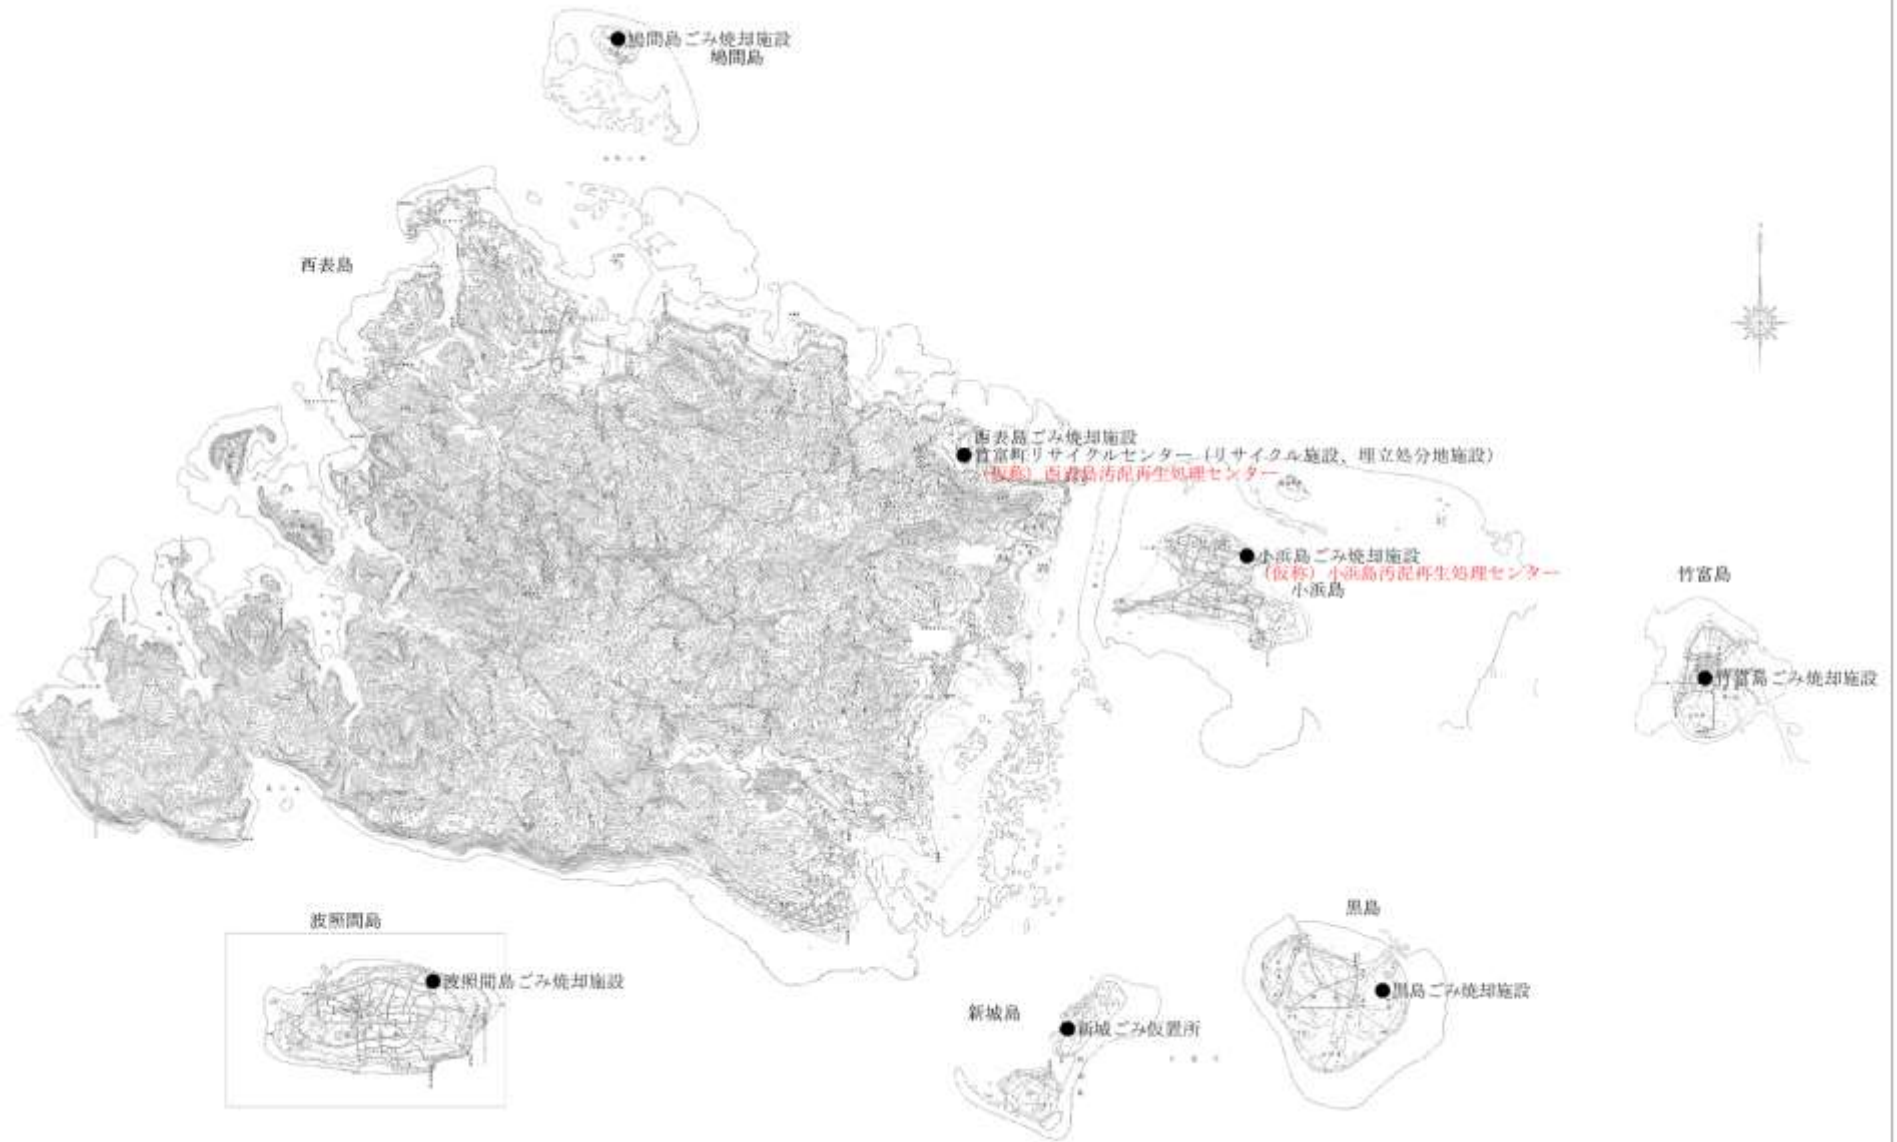 鳩間島ごみ焼却施設
鳩間島
西表島
西表島ごみ焼却施設
竹富町リサイクルセンター（リサイクル施設、埋立処分地施設）
（仮称）西表島汚泥再生処理センター
小浜島ごみ焼却施設
（仮称）小浜島汚泥再生処理センター
小浜島
竹富島
竹富島ごみ焼却施設
波照間島
波照間島ごみ焼却施設
黒島
黒島ごみ焼却施設
新城島
新城ごみ仮置所